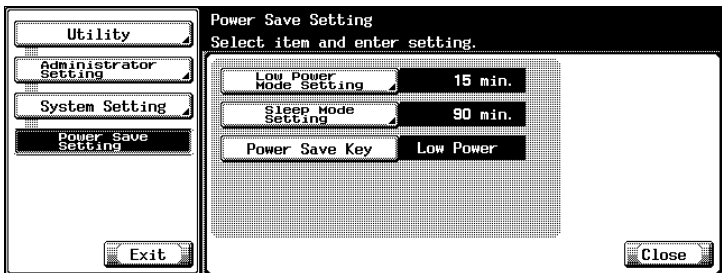 Utility
Administrator
Setting
System Setting
Power Save
Setting
Exit
Power Save Setting
Select item and enter setting.
Low Power
Mode Setting
15 min.
Sleep Mode
Setting
90 min.
Power Save Key
Low Power
Close